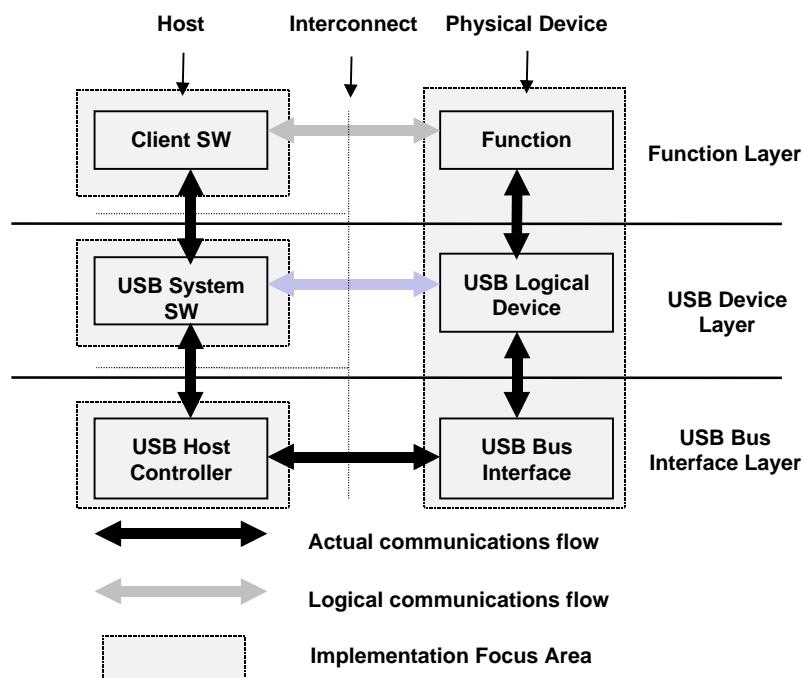 Host
Interconnect
Physical Device
Client SW
Function
Function Layer
USB System
SW
USB Logical
Device
USB Device
Layer
USB Host
Controller
USB Bus
Interface
USB Bus
Interface Layer
Actual communications flow
Logical communications flow
Implementation Focus Area